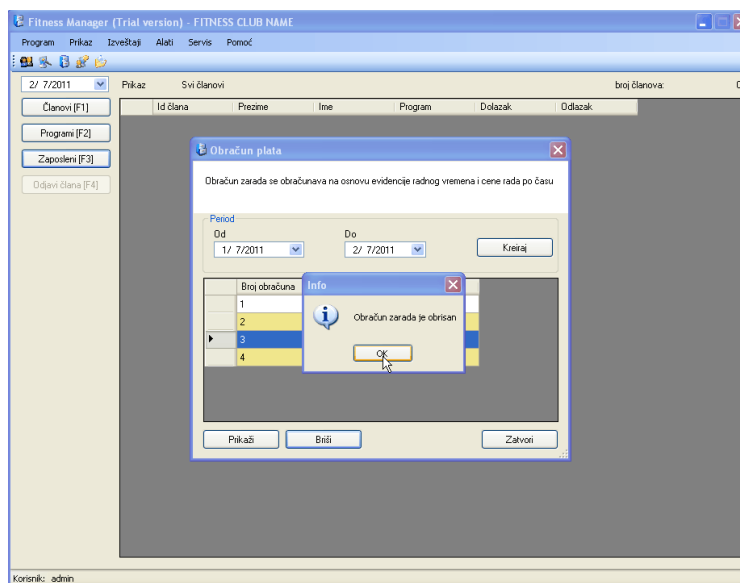 Fitness Manager (Trial version) - FITNESS CLUB NAME
Program Prikaz Izveštaji Alati Servis Pomoć
2/ 7/2011 Prikaz Svi članovi broj članova:
Članovi [F1]
Programi [F2]
Zaposleni [F3]
Odjavi člana [F4]
Id člana Prezime Ime Program Dolazak Odlazak
Obračun plata
Obračun zarada se obračunava na osnovu evidencije radnog vremena i cene rada po času
Period
Od Do
1/ 7/2011 2/ 7/2011 Kreiraj
Broj obračuna
1
2
3
4
Info
Obračun zarada je obrisan
OK
Prikaži Briši Zatvori
Korisnik: admin